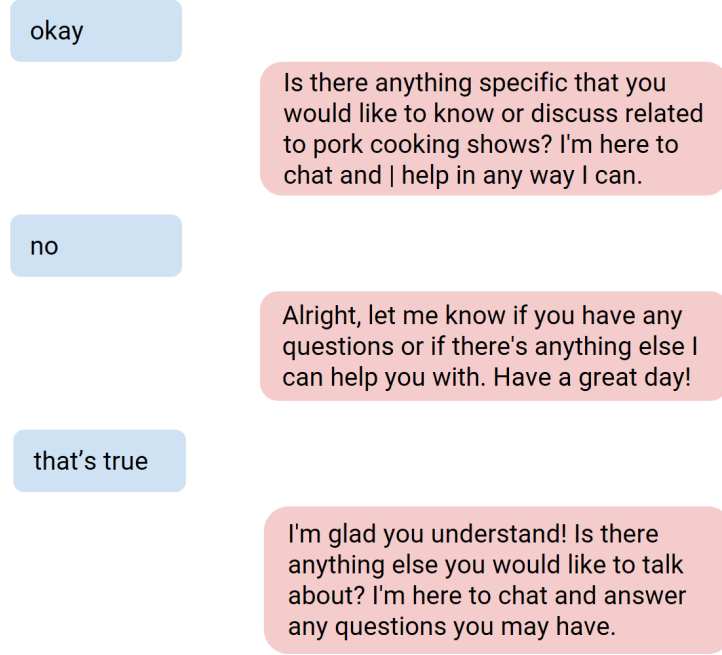 okay
Is there anything specific that you
would like to know or discuss related
to pork cooking shows? I'm here to
chat and | help in any way I can.
no
Alright, let me know if you have any
questions or if there's anything else I
can help you with. Have a great day!
that’s true
I'm glad you understand! Is there
anything else you would like to talk
about? I'm here to chat and answer
any questions you may have.